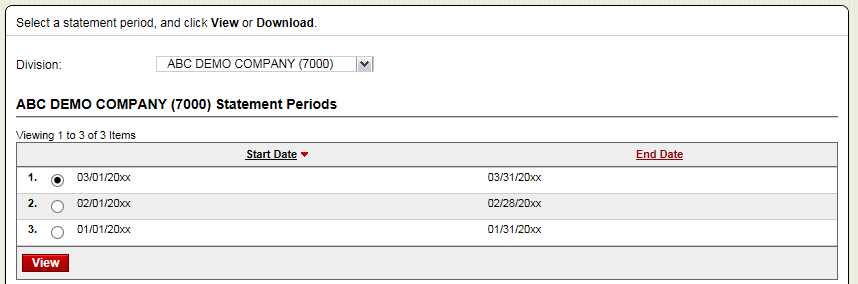 Select a statement period, and click View or Download.
Division: ABC DEMO COMPANY (7000)
ABC DEMO COMPANY (7000) Statement Periods
Viewing 1 to 3 of 3 Items
Start Date End Date
1. 03/01/20xx 03/31/20xx
2. 02/01/20xx 02/28/20xx
3. 01/01/20xx 01/31/20xx
View